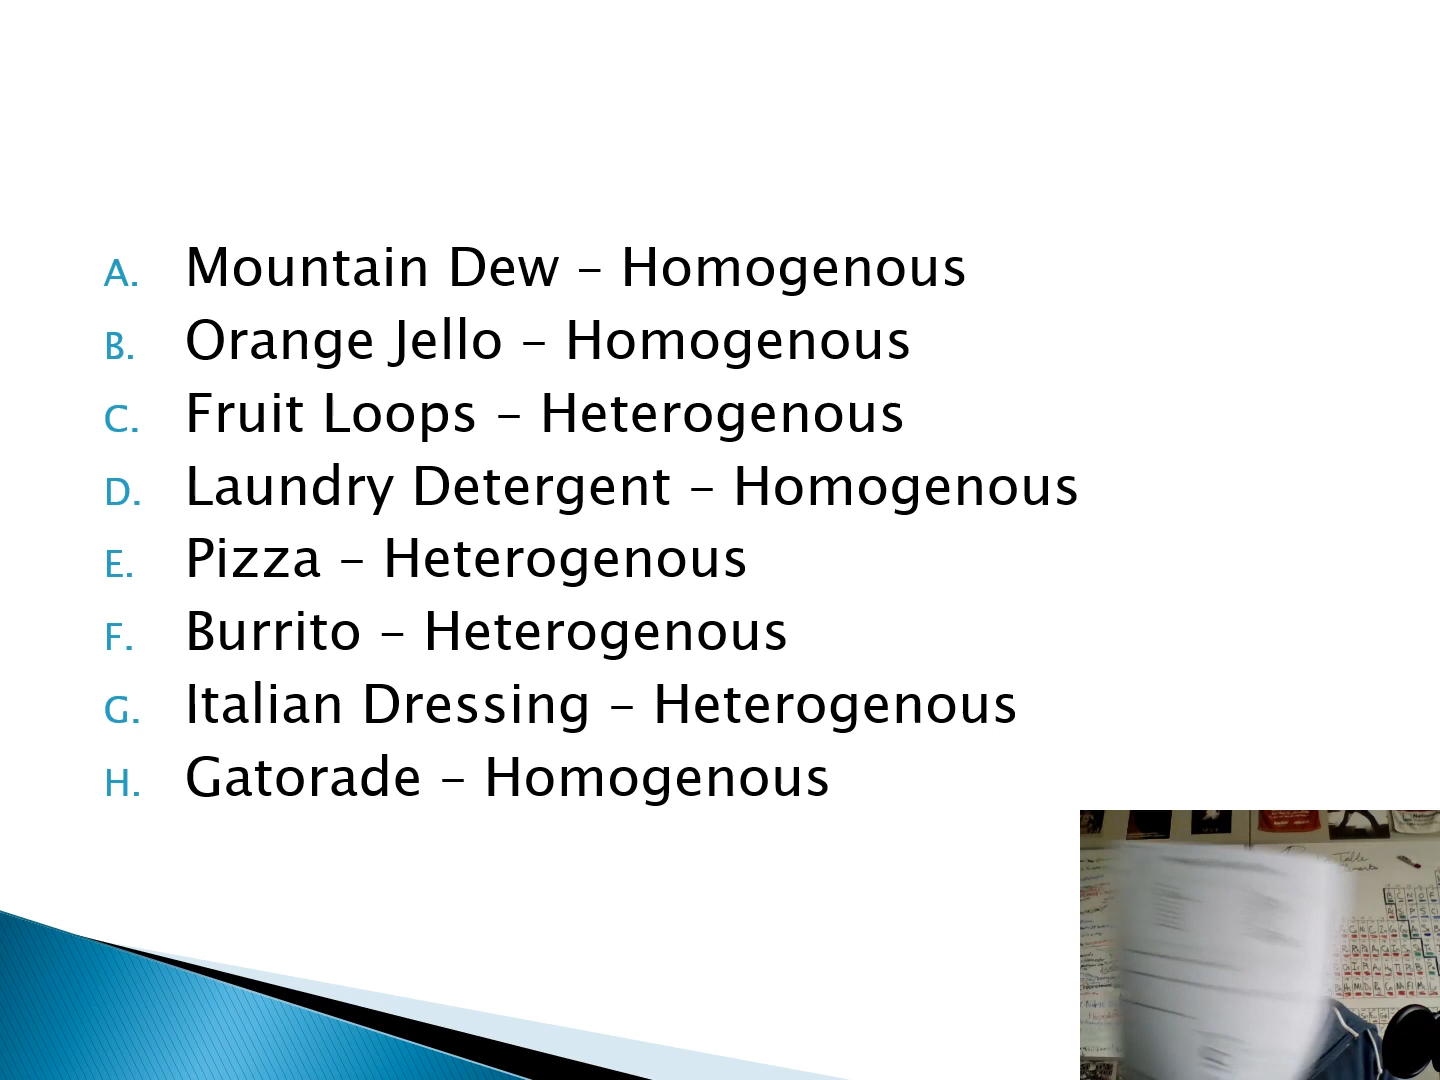 A. Mountain Dew – Homogenous
B. Orange Jello – Homogenous
C. Fruit Loops – Heterogenous
D. Laundry Detergent – Homogenous
E. Pizza – Heterogenous
F. Burrito – Heterogenous
G. Italian Dressing – Heterogenous
H. Gatorade – Homogenous